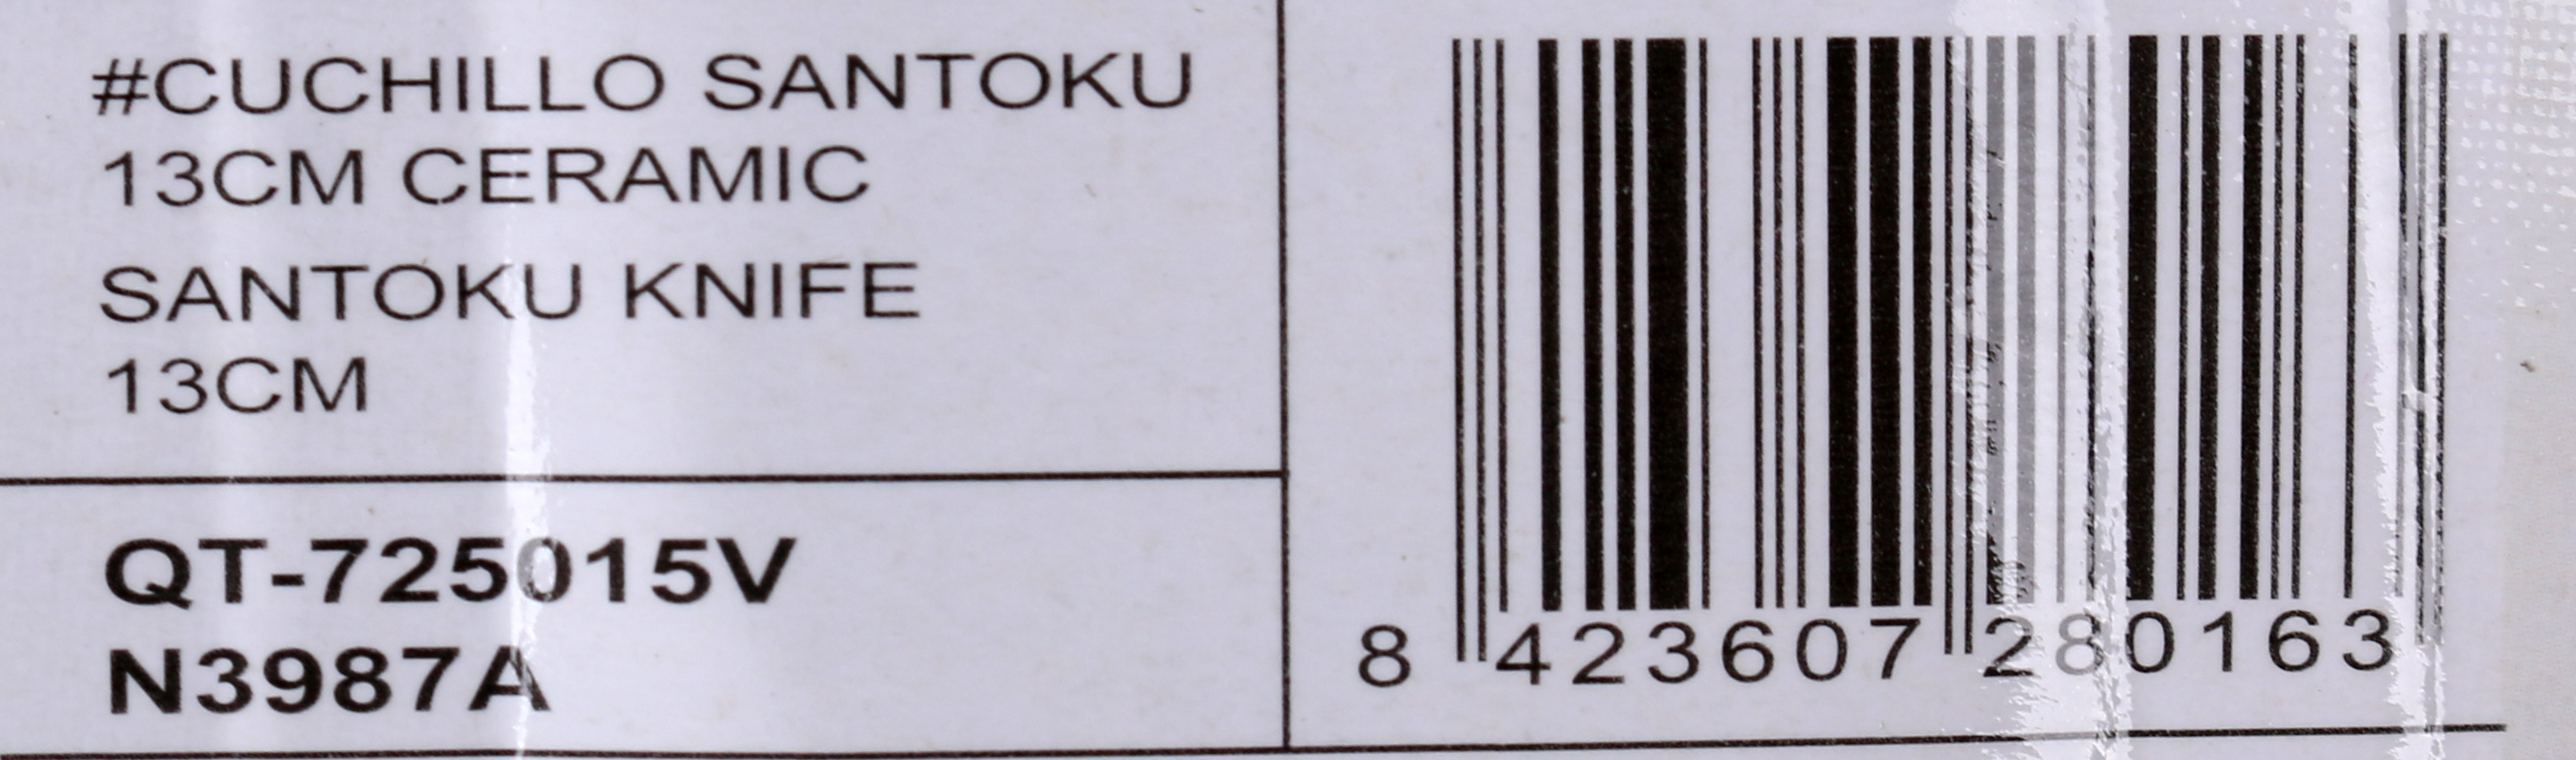 #CUCHILLO SANTOKU
13CM CERAMIC
SANTOKU KNIFE
13CM
QT-725015V
N3987A
8 423607 280163